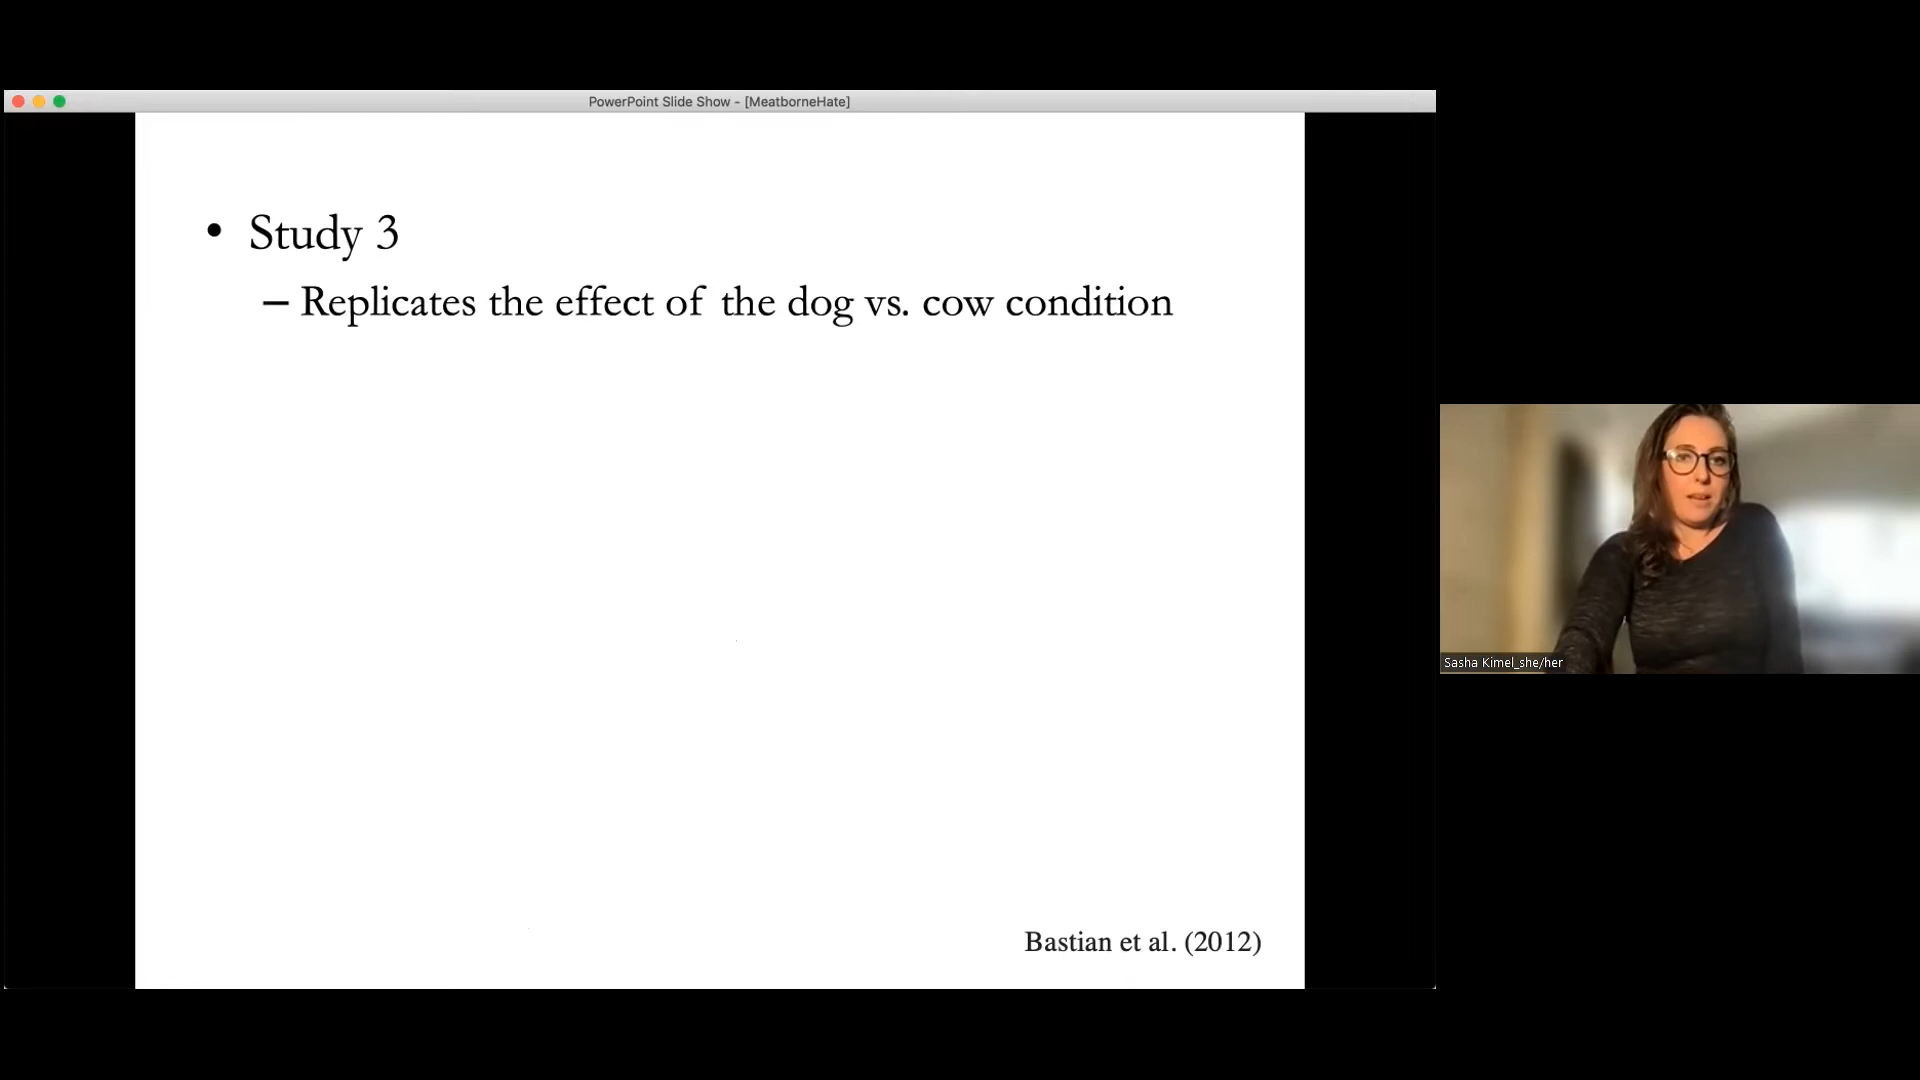 PowerPoint Slide Show - [MeatborneHate]
• Study 3
– Replicates the effect of the dog vs. cow condition
Bastian et al. (2012)
Sasha Kimel_she/her